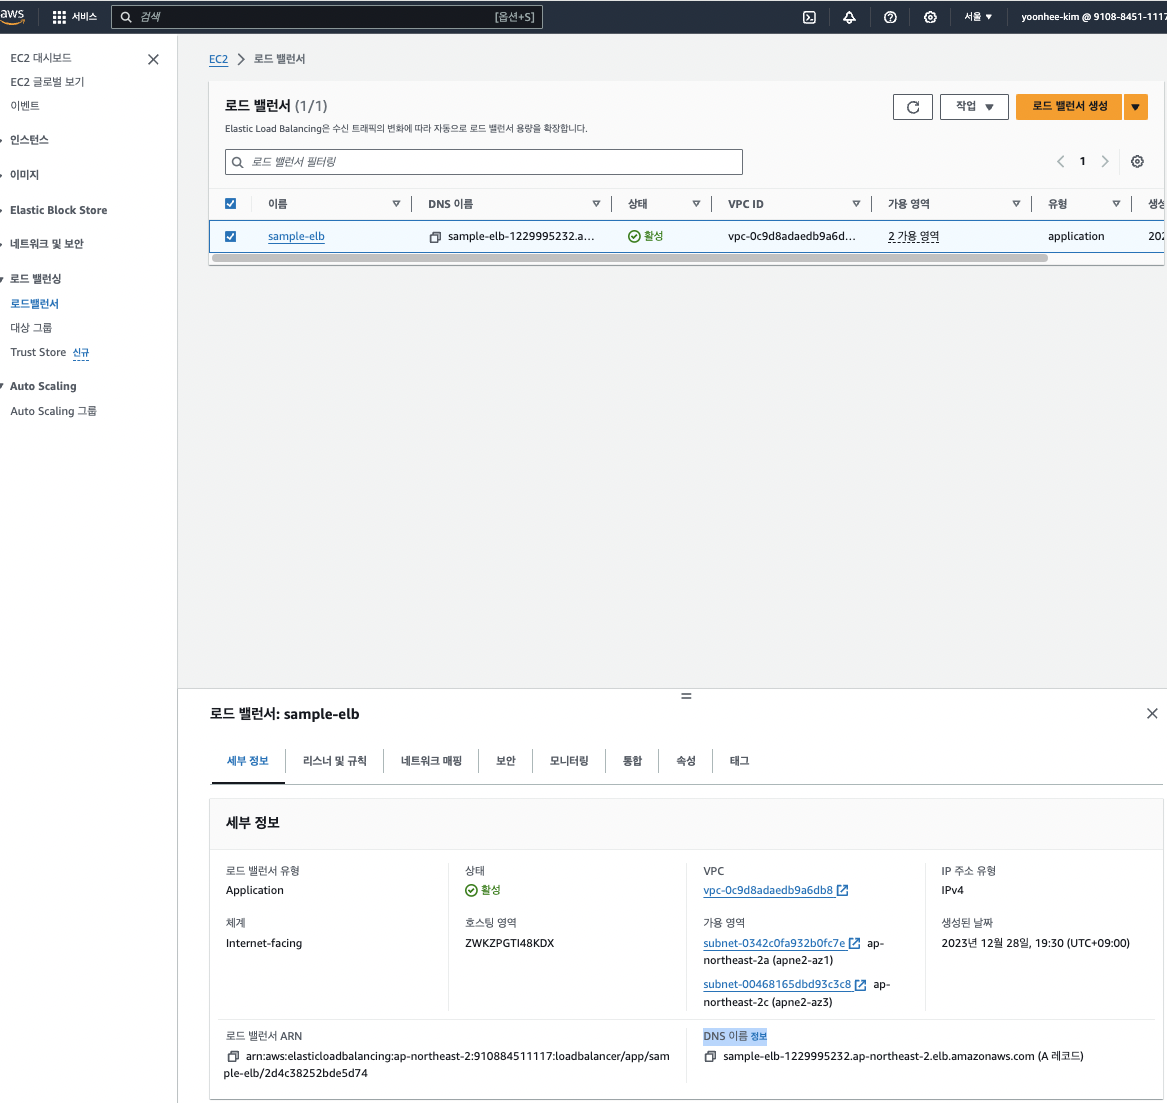 aws
서비스
검색
[옵션+S]
서울 ▼
yoonhee-kim @ 9108-8451-1117
EC2 대시보드
EC2 글로벌 보기
이벤트
인스턴스
이미지
Elastic Block Store
네트워크 및 보안
로드 밸런싱
로드밸런서
대상 그룹
Trust Store 신규
Auto Scaling
Auto Scaling 그룹
EC2 > 로드 밸런서
로드 밸런서 (1/1)
작업 ▼
로드 밸런서 생성
Elastic Load Balancing은 수신 트래픽의 변화에 따라 자동으로 로드 밸런서 용량을 확장합니다.
로드 밸런서 필터링
1
이름 DNS 이름 상태 VPC ID 가용 영역 유형 생성
sample-elb sample-elb-1229995232.a... 활성 vpc-0c9d8adaedb9a6d... 2 가용 영역 application 202
로드 밸런서: sample-elb
세부 정보 리스너 및 규칙 네트워크 매핑 보안 모니터링 통합 속성 태그
세부 정보
로드 밸런서 유형
Application
상태
활성
VPC
vpc-0c9d8adaedb9a6db8
IP 주소 유형
IPv4
체계
Internet-facing
호스팅 영역
ZWKZPGTI48KDX
가용 영역
subnet-0342c0fa932b0fc7e ap-
northeast-2a (apne2-az1)
subnet-00468165dbd93c3c8 ap-
northeast-2c (apne2-az3)
생성된 날짜
2023년 12월 28일, 19:30 (UTC+09:00)
로드 밸런서 ARN
arn:aws:elasticloadbalancing:ap-northeast-2:910884511117:loadbalancer/app/sam
ple-elb/2d4c38252bde5d74
DNS 이름 정보
sample-elb-1229995232.ap-northeast-2.elb.amazonaws.com (A 레코드)